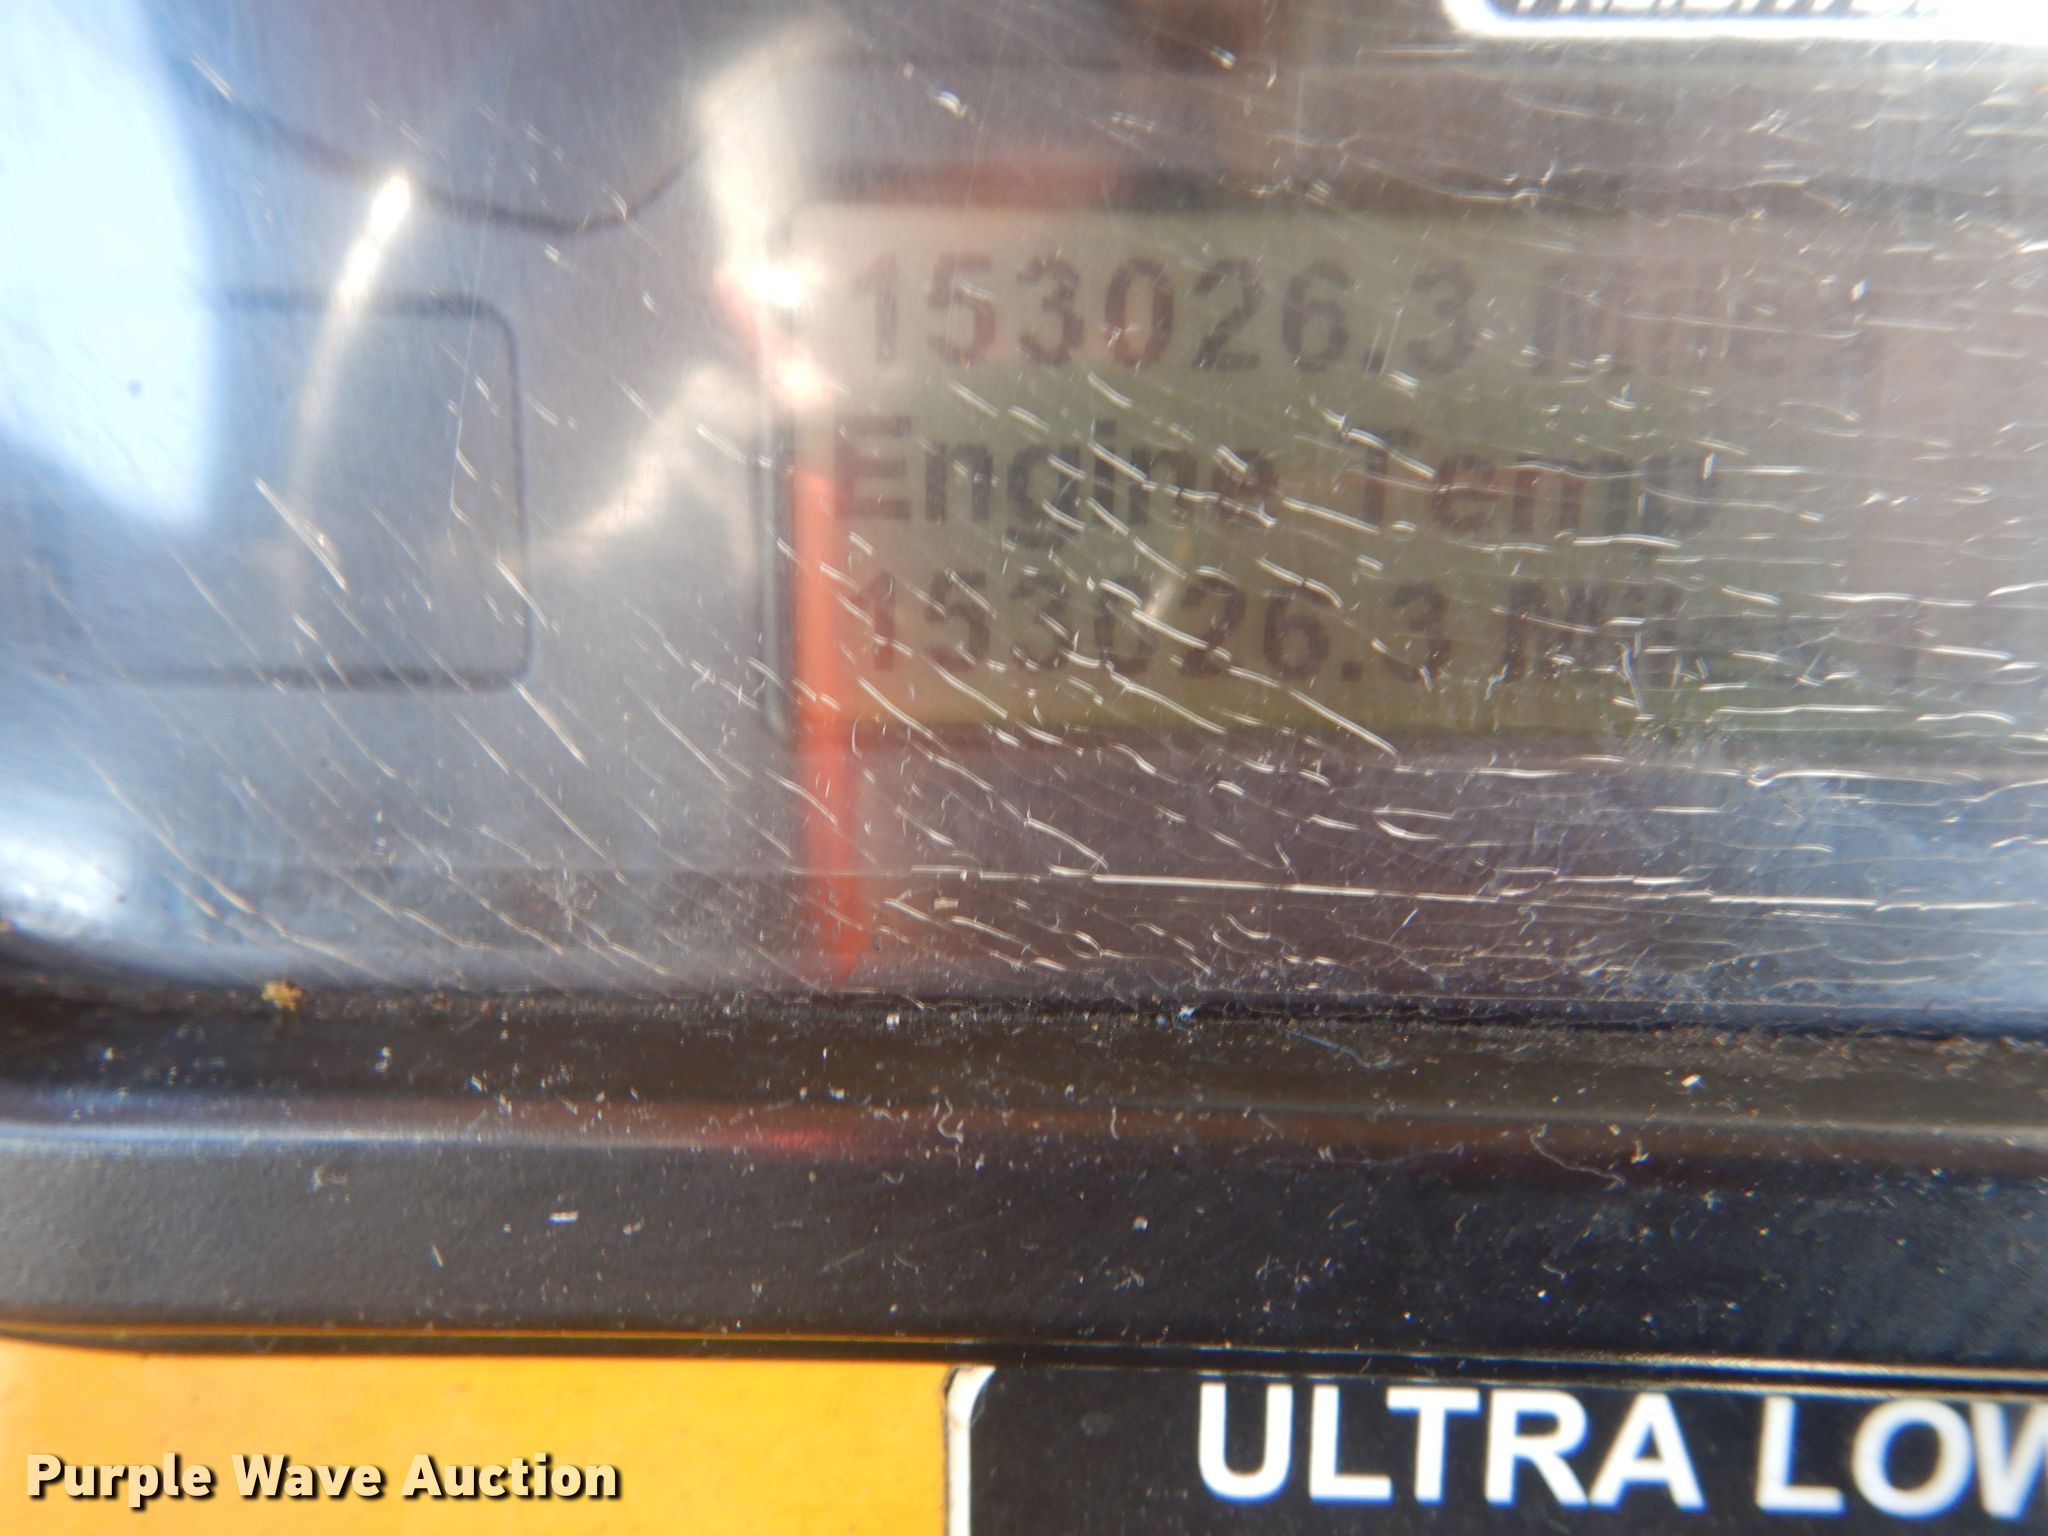 153026.3 Miles
Engine Temp
153026.3 Miles
ULTRA LOW
Purple Wave Auction